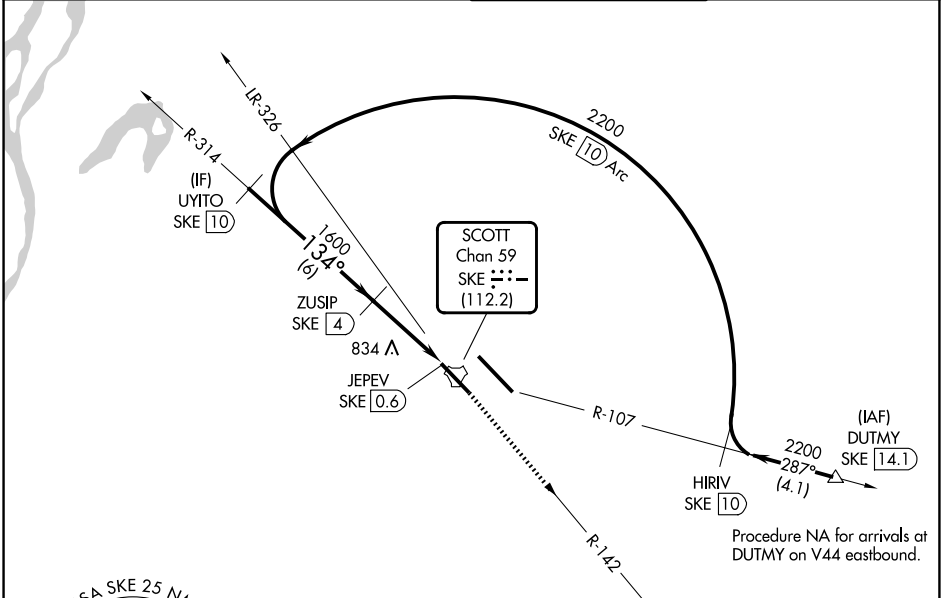 LR-326
R-314
2200
SKE 10 Arc
(IF)
UYITO
SKE 10
1600
134°
(6)
SCOTT
Chan 59
SKE
(112.2)
ZUSIP
SKE 4
834
JEPEV
SKE 0.6
R-107
(IAF)
DUTMY
SKE 14.1
2200
287°
(4.1)
HIRIV
SKE 10
Procedure NA for arrivals at
DUTMY on V44 eastbound.
R-142
SA SKE 25